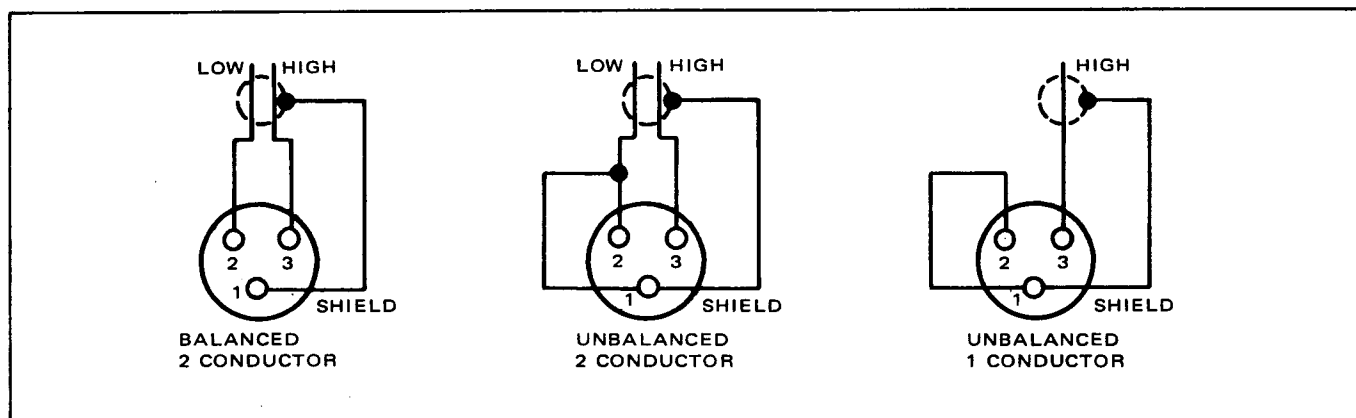 LOW HIGH
2 3
1
SHIELD
BALANCED
2 CONDUCTOR
LOW HIGH
2 3
1
SHIELD
UNBALANCED
2 CONDUCTOR
HIGH
2 3
1
SHIELD
UNBALANCED
1 CONDUCTOR